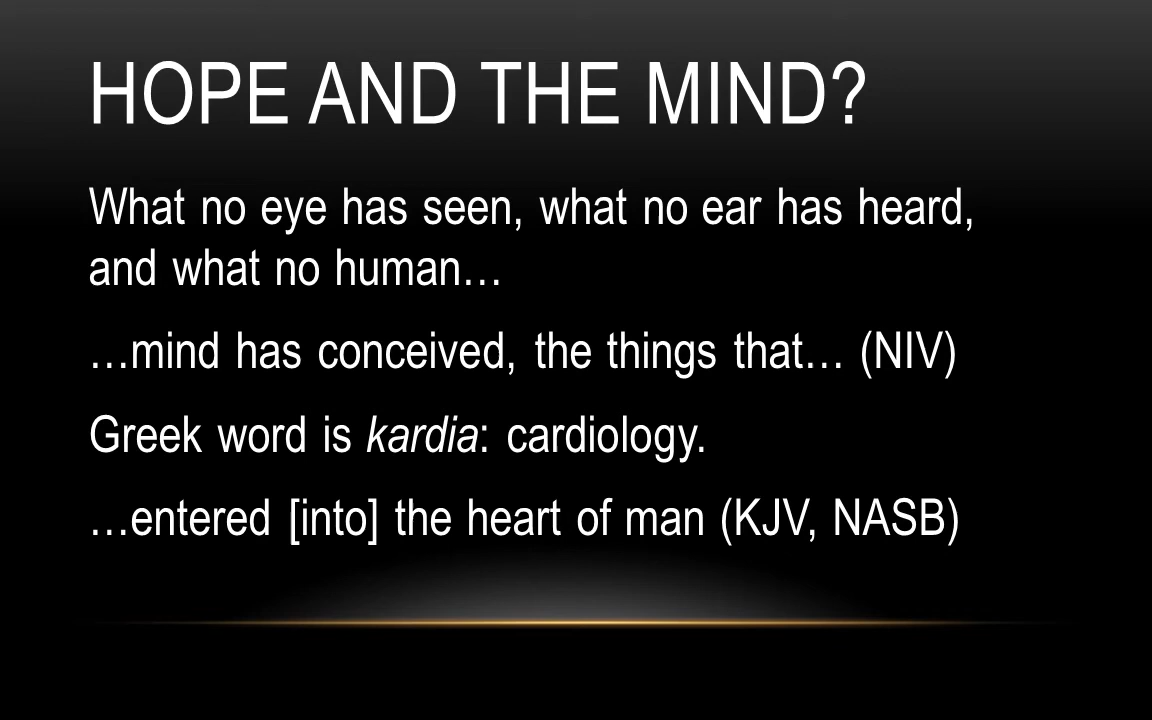 HOPE AND THE MIND?
What no eye has seen, what no ear has heard,
and what no human…
…mind has conceived, the things that… (NIV)
Greek word is kardia: cardiology.
…entered [into] the heart of man (KJV, NASB)